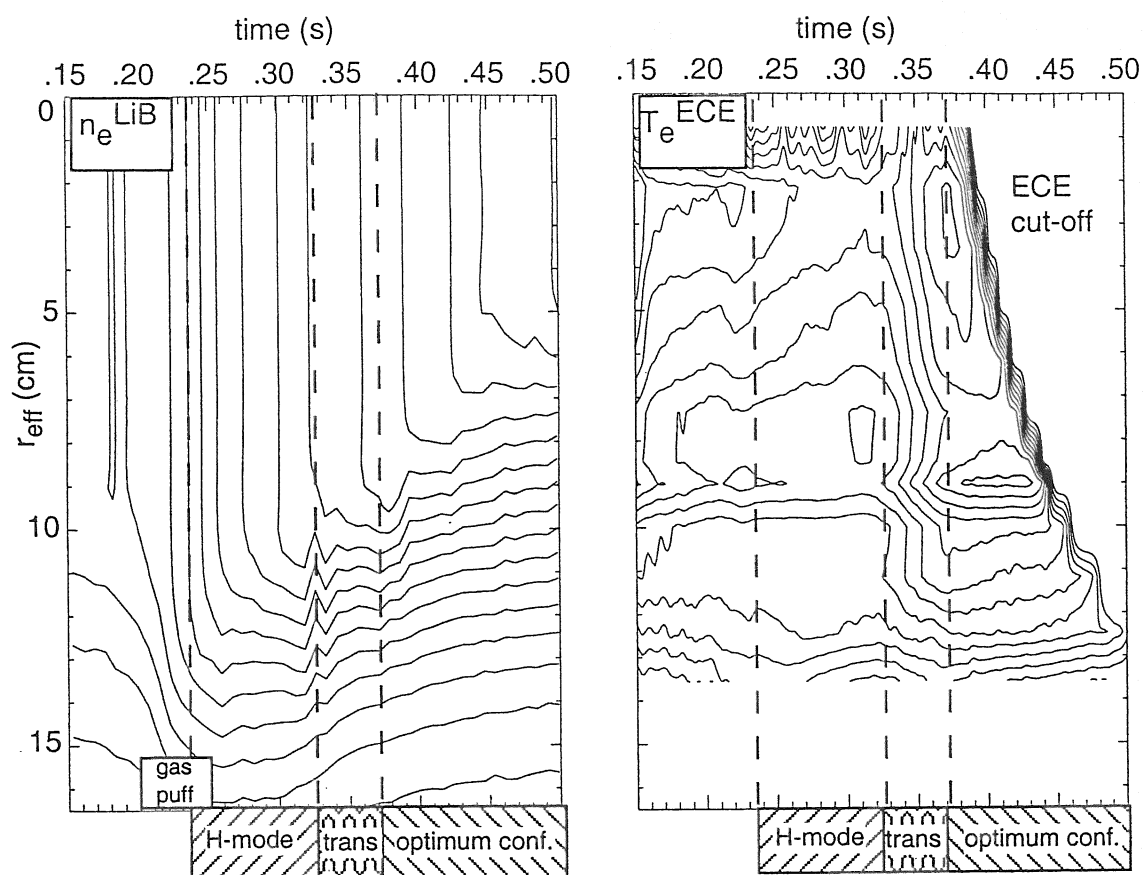 time (s)
.15 .20 .25 .30 .35 .40 .45 .50
n_e^LiB
0
5
10
15
r_eff (cm)
gas
puff
H-mode
trans
optimum conf.
time (s)
.15 .20 .25 .30 .35 .40 .45 .50
T_e^ECE
ECE
cut-off
H-mode
trans
optimum conf.